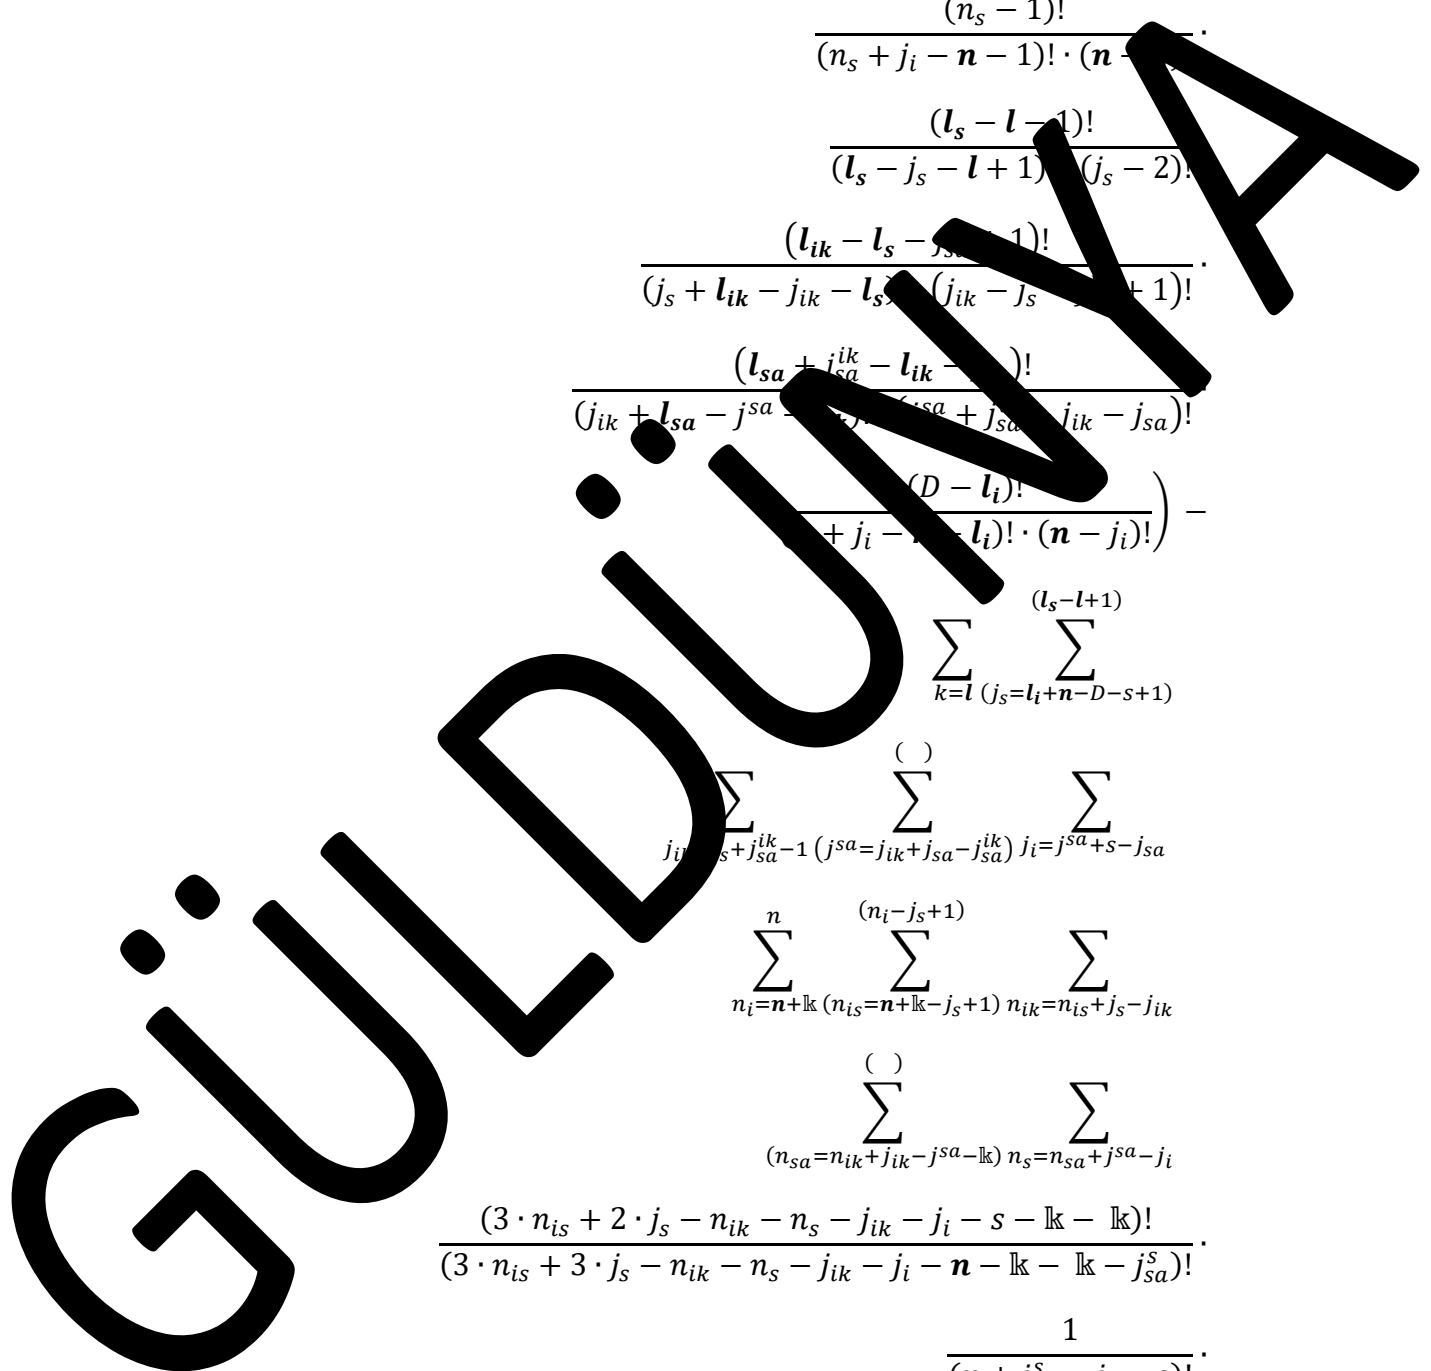 (n_s − 1)!
(n_s + j_i − n − 1)! · (n − ·
(l_s − l − 1)!
(l_s − j_s − l + 1) (j_s − 2)!
(l_ik − l_s − 1)!
(j_s + l_ik − j_ik − l_s) (j_ik − j_s + 1)! ·
(l_sa + j_sa^ik − l_ik − )!
(j_ik + l_sa − j^sa − j_ik − j_sa)!
(D − l_i)!
+ j_i − l_i)! · (n − j_i)! ) −
(l_s−l+1)
∑ ∑
k=l (j_s=l_i+n−D−s+1)
( )
∑ ∑ ∑
s+j_sa^ik−1 (j^sa=j_ik+j_sa−j_sa^ik) j_i=j^sa+s−j_sa
n (n_i−j_s+1)
∑ ∑ ∑
n_i=n+𝕜 (n_is=n+𝕜−j_s+1) n_ik=n_is+j_s−j_ik
( )
∑ ∑
(n_sa=n_ik+j_ik−j^sa−𝕜) n_s=n_sa+j^sa−j_i
(3 · n_is + 2 · j_s − n_ik − n_s − j_ik − j_i − s − 𝕜 − 𝕜)!
(3 · n_is + 3 · j_s − n_ik − n_s − j_ik − j_i − n − 𝕜 − 𝕜 − j_sa^s)! ·
1
GÜLDÜNYA